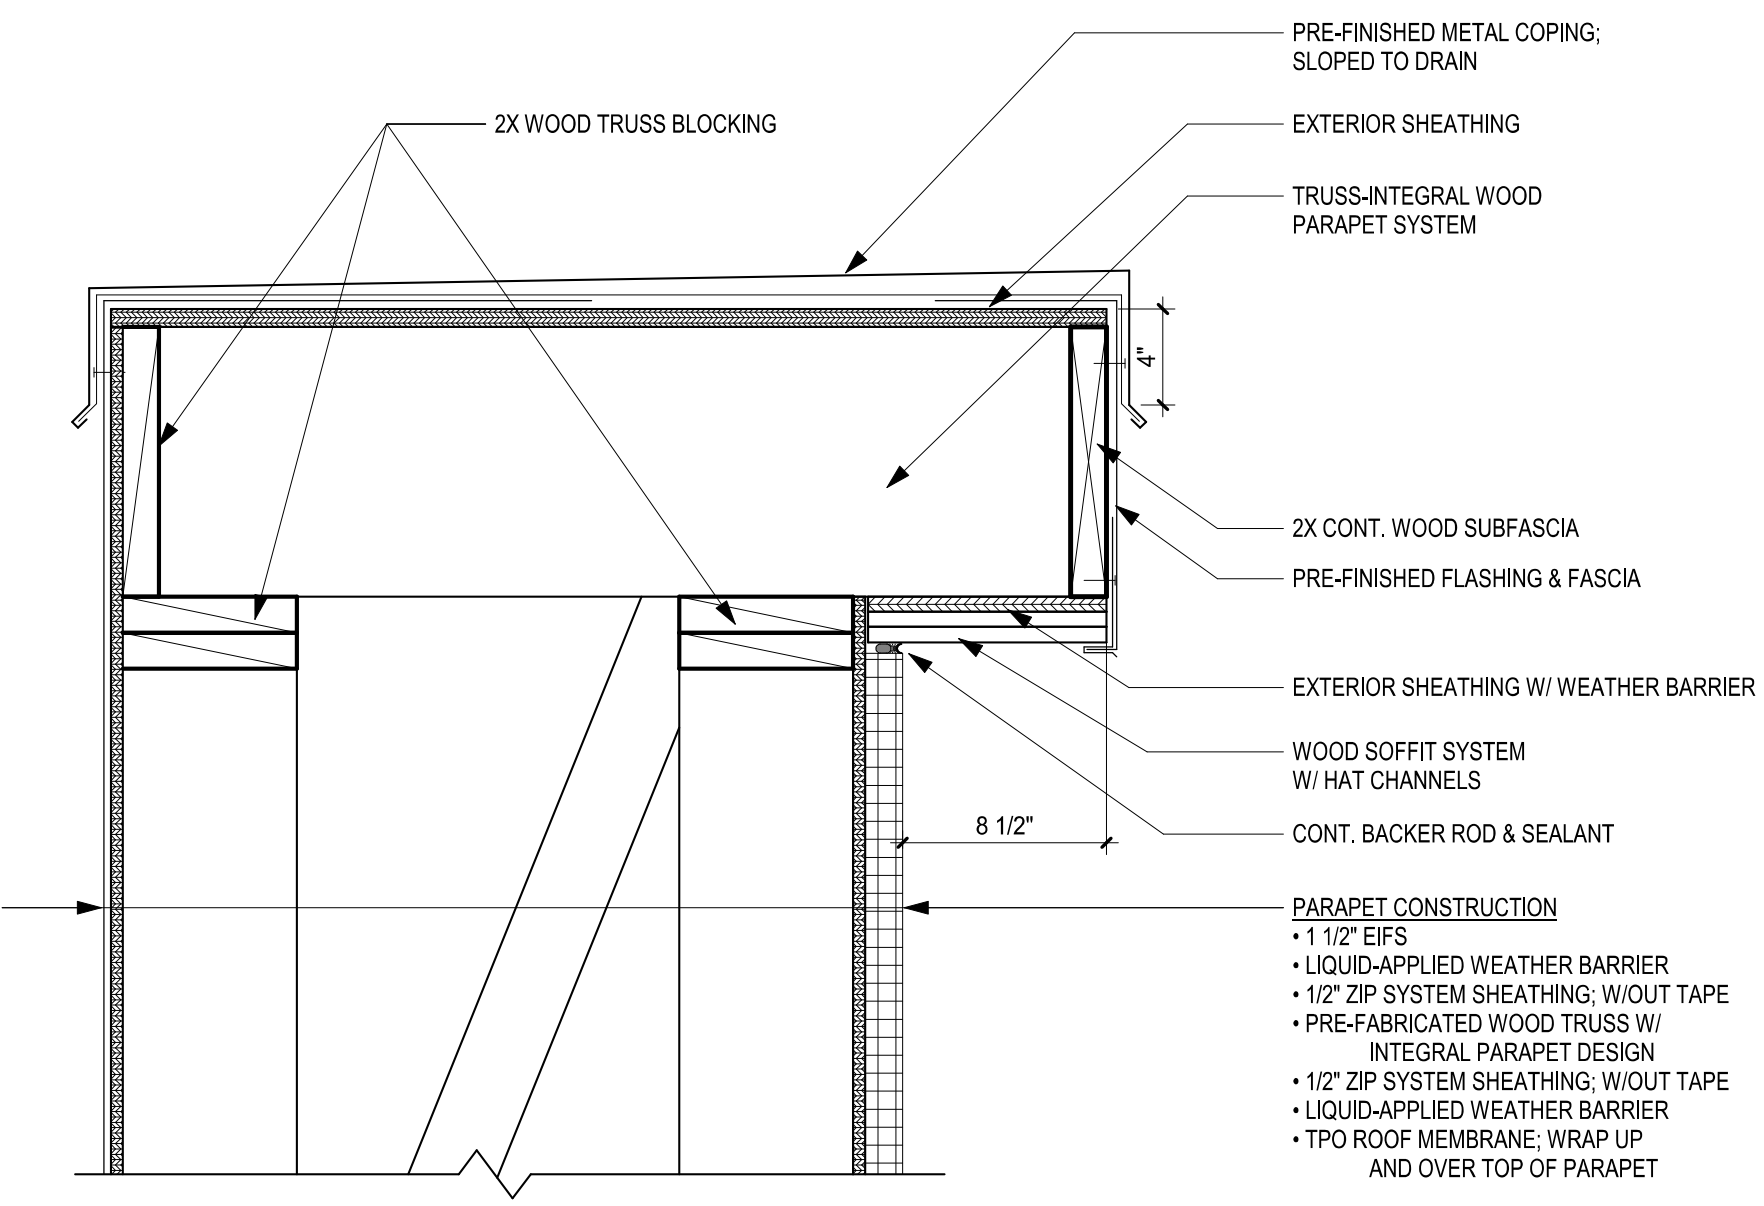 PRE-FINISHED METAL COPING;
SLOPED TO DRAIN
2X WOOD TRUSS BLOCKING
EXTERIOR SHEATHING
TRUSS-INTEGRAL WOOD
PARAPET SYSTEM
4"
2X CONT. WOOD SUBFASCIA
PRE-FINISHED FLASHING & FASCIA
EXTERIOR SHEATHING W/ WEATHER BARRIER
WOOD SOFFIT SYSTEM
W/ HAT CHANNELS
8 1/2"
CONT. BACKER ROD & SEALANT
PARAPET CONSTRUCTION
• 1 1/2" EIFS
• LIQUID-APPLIED WEATHER BARRIER
• 1/2" ZIP SYSTEM SHEATHING; W/OUT TAPE
• PRE-FABRICATED WOOD TRUSS W/
INTEGRAL PARAPET DESIGN
• 1/2" ZIP SYSTEM SHEATHING; W/OUT TAPE
• LIQUID-APPLIED WEATHER BARRIER
• TPO ROOF MEMBRANE; WRAP UP
AND OVER TOP OF PARAPET